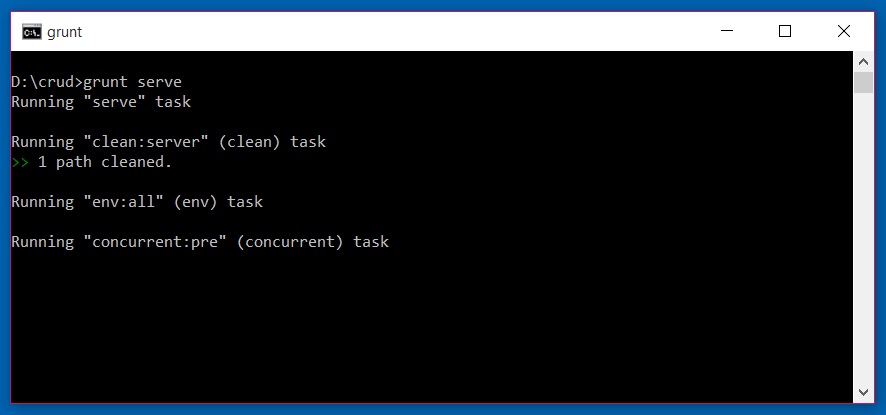 grunt
D:\crud>grunt serve
Running "serve" task
Running "clean:server" (clean) task
>> 1 path cleaned.
Running "env:all" (env) task
Running "concurrent:pre" (concurrent) task